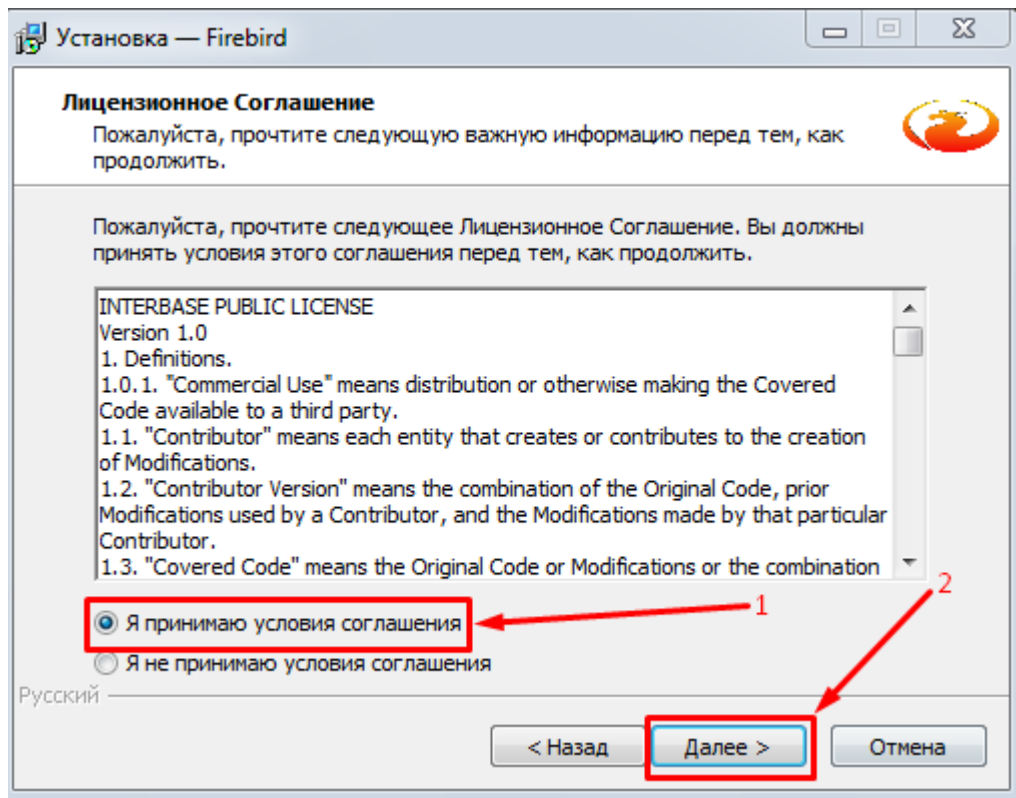 Установка — Firebird
Лицензионное Соглашение
Пожалуйста, прочтите следующую важную информацию перед тем, как
продолжить.
Пожалуйста, прочтите следующее Лицензионное Соглашение. Вы должны
принять условия этого соглашения перед тем, как продолжить.
INTERBASE PUBLIC LICENSE
Version 1.0
1. Definitions.
1.0.1. "Commercial Use" means distribution or otherwise making the Covered
Code available to a third party.
1.1. "Contributor" means each entity that creates or contributes to the creation
of Modifications.
1.2. "Contributor Version" means the combination of the Original Code, prior
Modifications used by a Contributor, and the Modifications made by that particular
Contributor.
1.3. "Covered Code" means the Original Code or Modifications or the combination
2
1
Я принимаю условия соглашения
Я не принимаю условия соглашения
Русский
< Назад
Далее >
Отмена